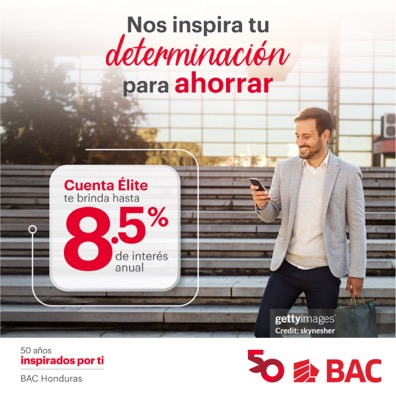 Nos inspira tu
determinación
para ahorrar
Cuenta Élite
te brinda hasta
8.5%
de interés
anual
gettyimages
Credit: skynesher
50 años
inspirados por ti
BAC Honduras
50 BAC